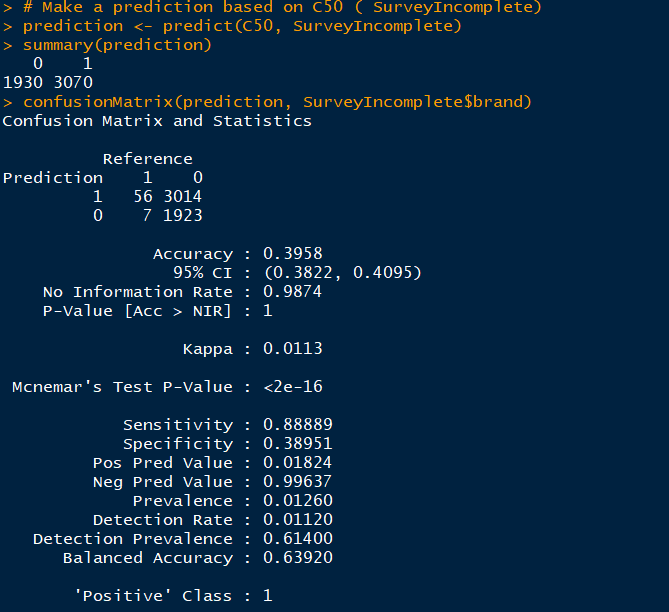 > # Make a prediction based on C50 ( SurveyIncomplete)
> prediction <- predict(C50, SurveyIncomplete)
> summary(prediction)
   0    1
1930 3070
> confusionMatrix(prediction, SurveyIncomplete$brand)
Confusion Matrix and Statistics

          Reference
Prediction    1    0
         1   56 3014
         0    7 1923

               Accuracy : 0.3958
                 95% CI : (0.3822, 0.4095)
    No Information Rate : 0.9874
    P-Value [Acc > NIR] : 1

                  Kappa : 0.0113

 Mcnemar's Test P-Value : <2e-16

            Sensitivity : 0.88889
            Specificity : 0.38951
         Pos Pred Value : 0.01824
         Neg Pred Value : 0.99637
             Prevalence : 0.01260
         Detection Rate : 0.01120
   Detection Prevalence : 0.61400
      Balanced Accuracy : 0.63920

       'Positive' Class : 1